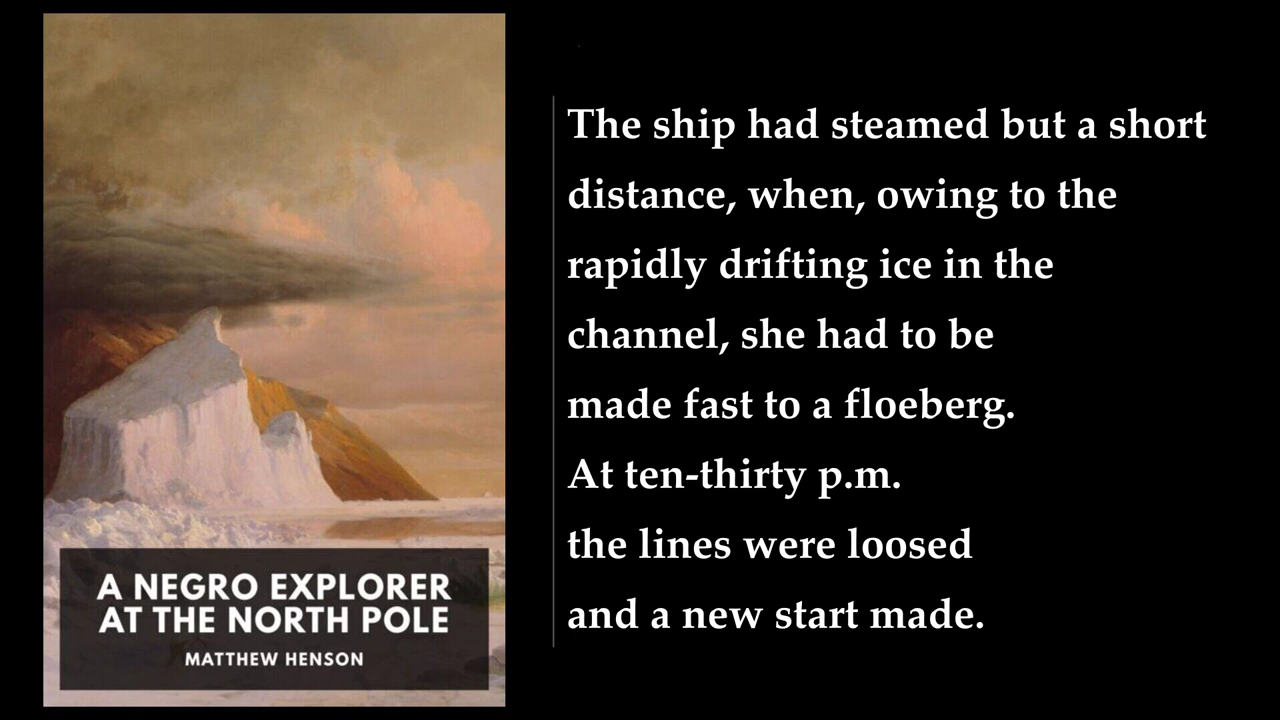 A NEGRO EXPLORER
AT THE NORTH POLE
MATTHEW HENSON
The ship had steamed but a short
distance, when, owing to the
rapidly drifting ice in the
channel, she had to be
made fast to a floeberg.
At ten-thirty p.m.
the lines were loosed
and a new start made.